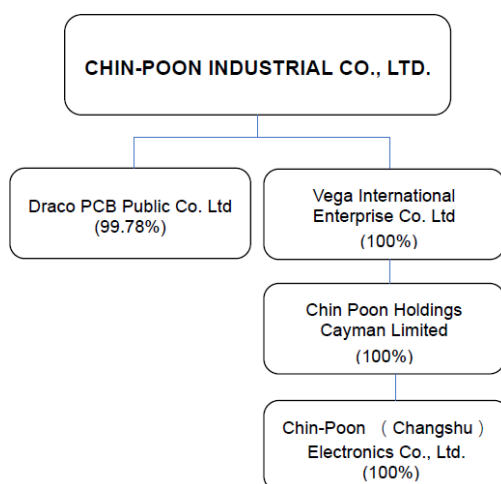 CHIN-POON INDUSTRIAL CO., LTD.
Draco PCB Public Co. Ltd
(99.78%)
Vega International
Enterprise Co. Ltd
(100%)
Chin Poon Holdings
Cayman Limited
(100%)
Chin-Poon （Changshu）
Electronics Co., Ltd.
(100%)